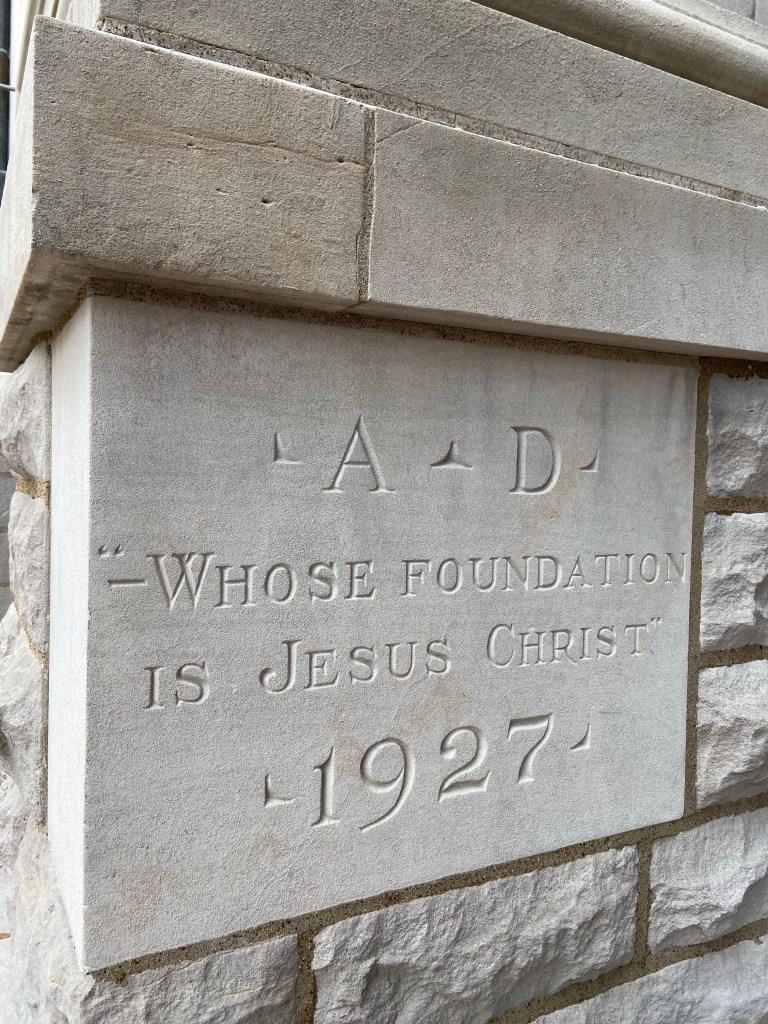 A D
"-Whose foundation
is Jesus Christ"
1927